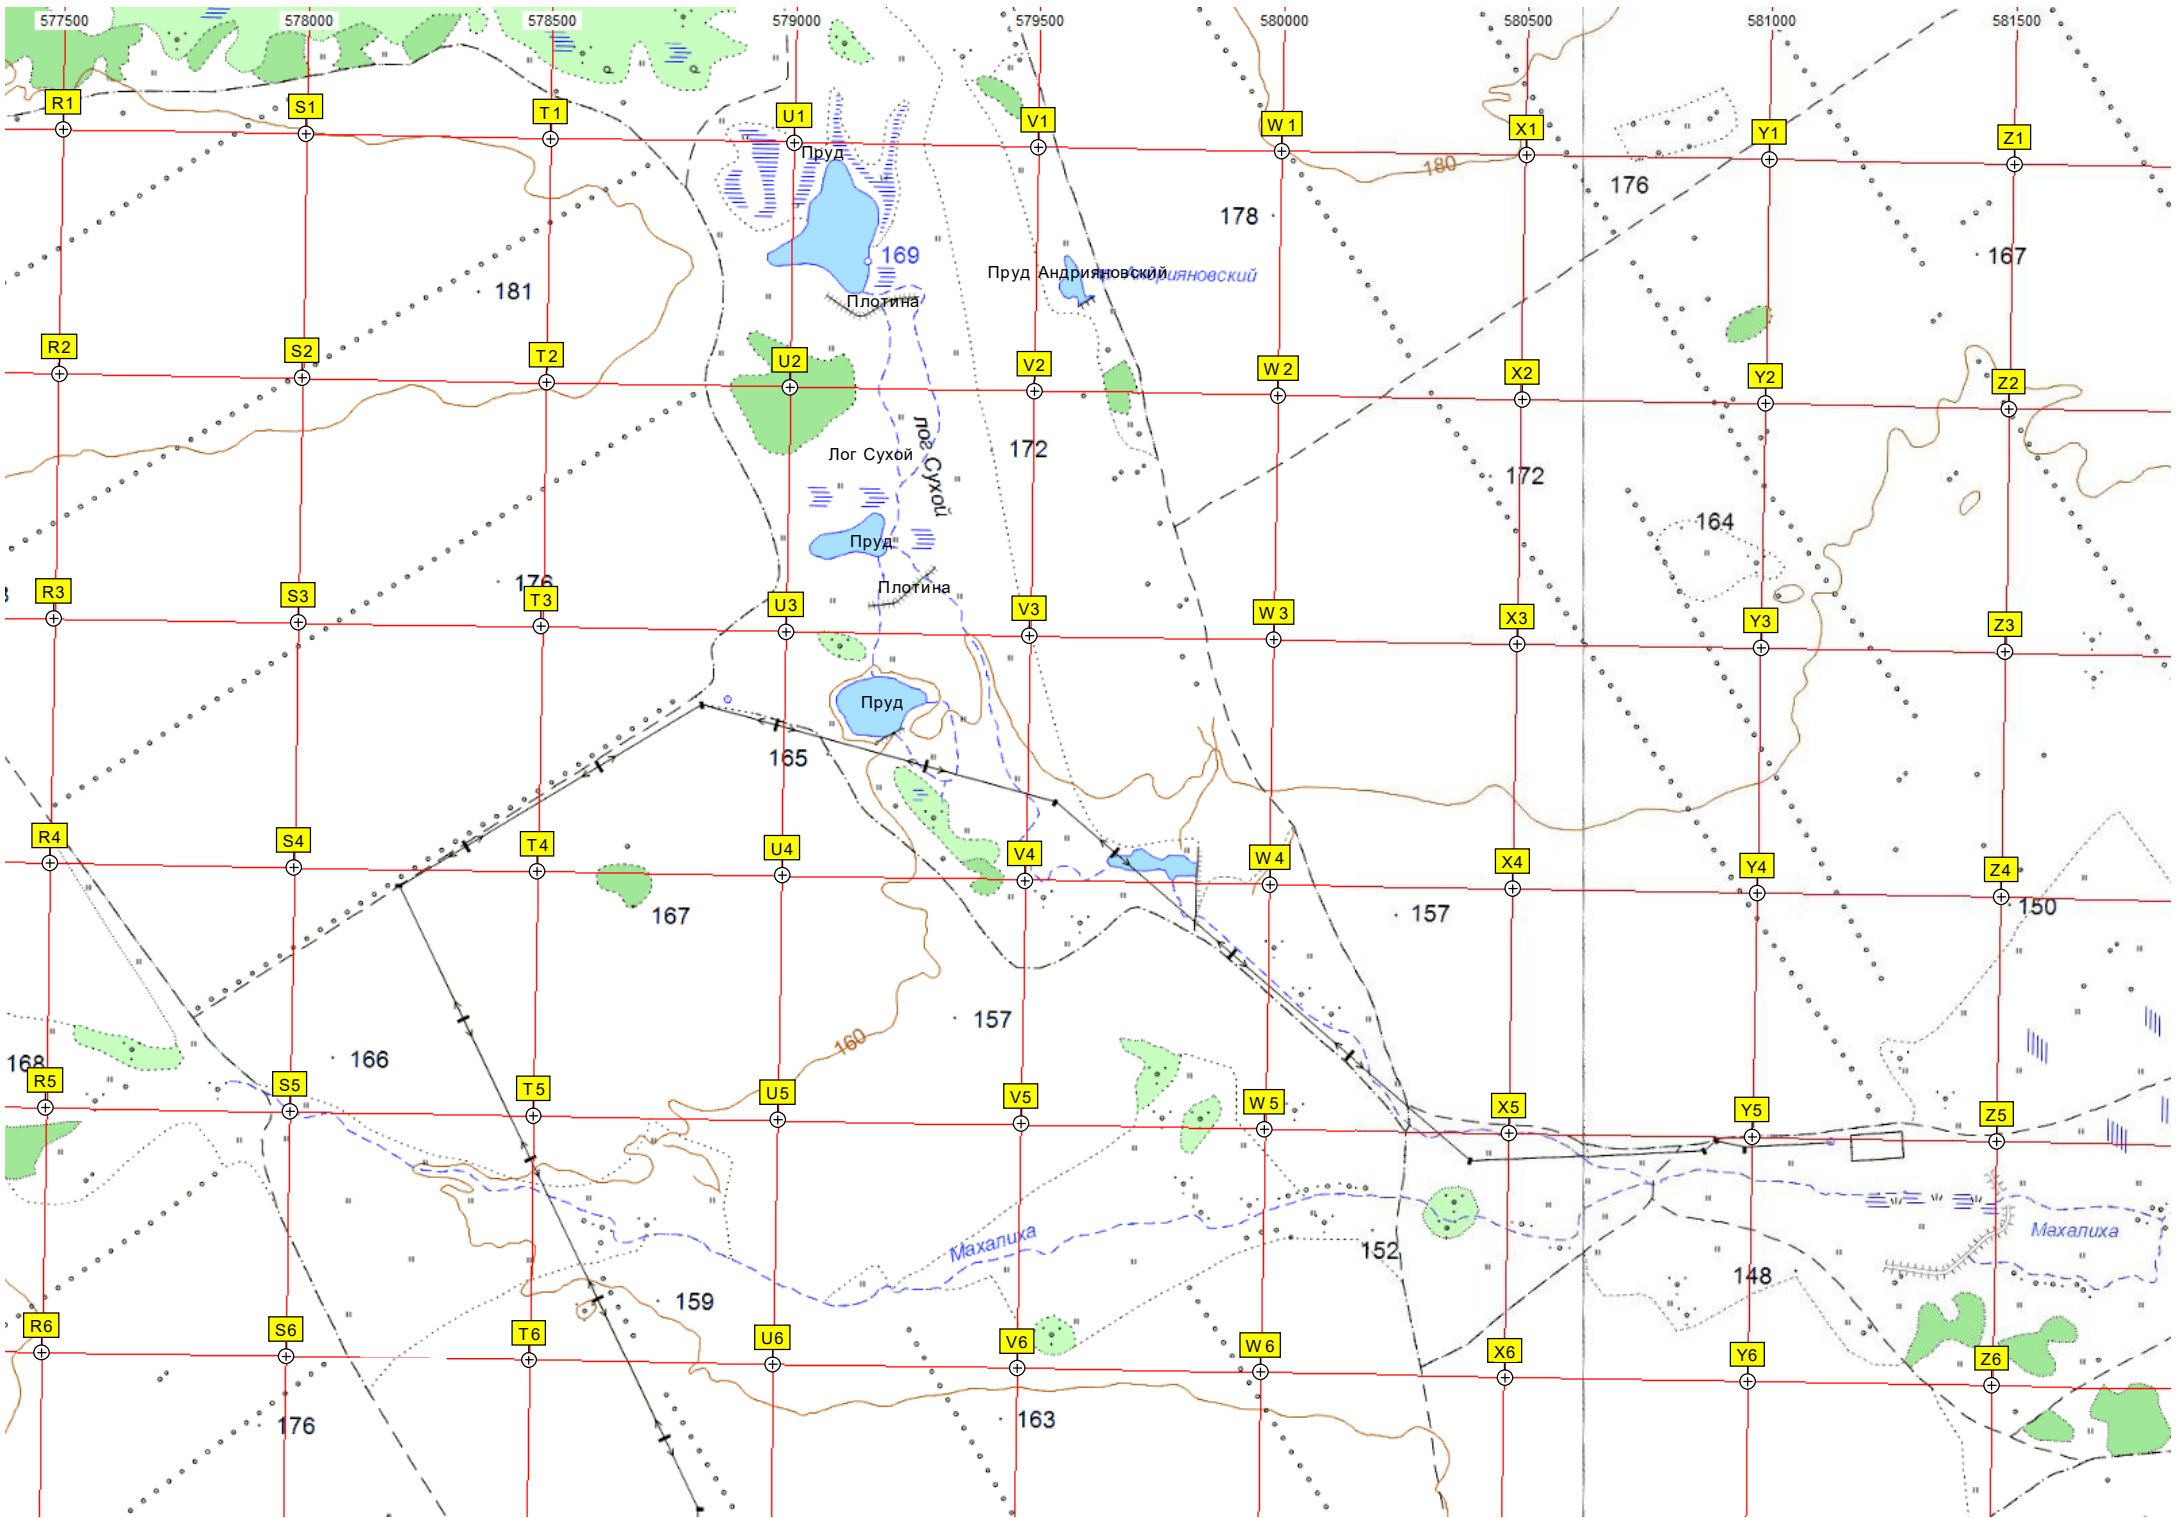 577500 578000 578500 579000 579500 580000 580500 581000 581500
R1 S1 T1 U1 V1 W1 X1 Y1 Z1
Пруд
180
176
178
169
167
Пруд Андрияновский
Андрияновский
181
Плотина
R2 S2 T2 U2 V2 W2 X2 Y2 Z2
172
Лог Сухой
лог Сухой
172
164
Пруд
176
Плотина
R3 S3 T3 U3 V3 W3 X3 Y3 Z3
Пруд
165
R4 S4 T4 U4 V4 W4 X4 Y4 Z4
167
157
150
157
160
168
166
R5 S5 T5 U5 V5 W5 X5 Y5 Z5
Махалиха
Махалиха
152
148
159
R6 S6 T6 U6 V6 W6 X6 Y6 Z6
176
163